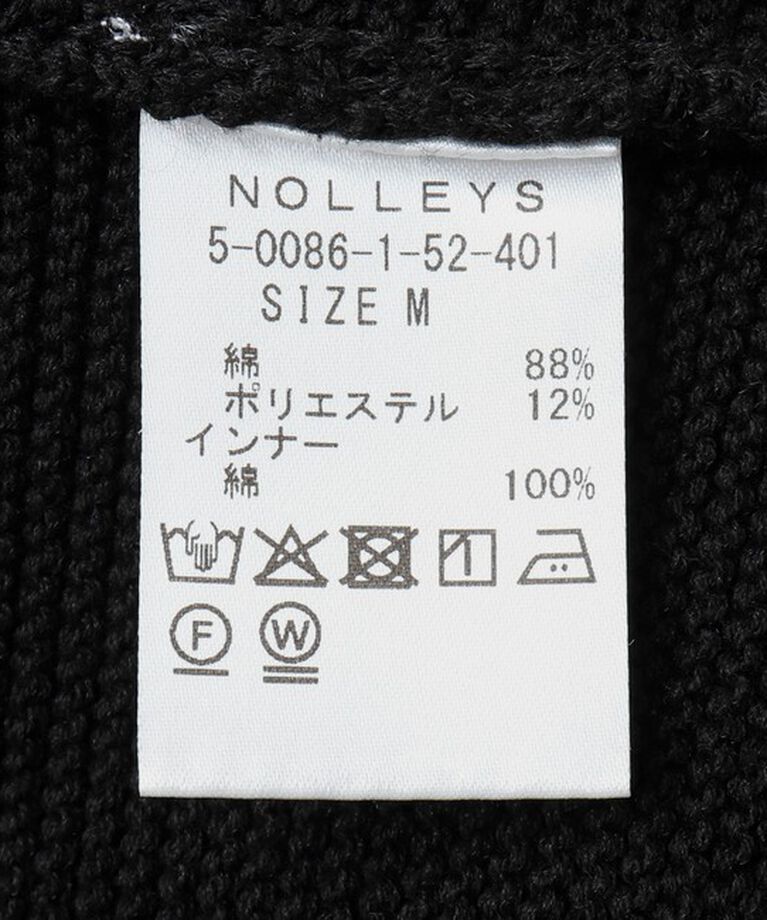 NOLLEYS
5-0086-1-52-401
SIZE M
綿 88%
ポリエステル 12%
インナー
綿 100%
F W